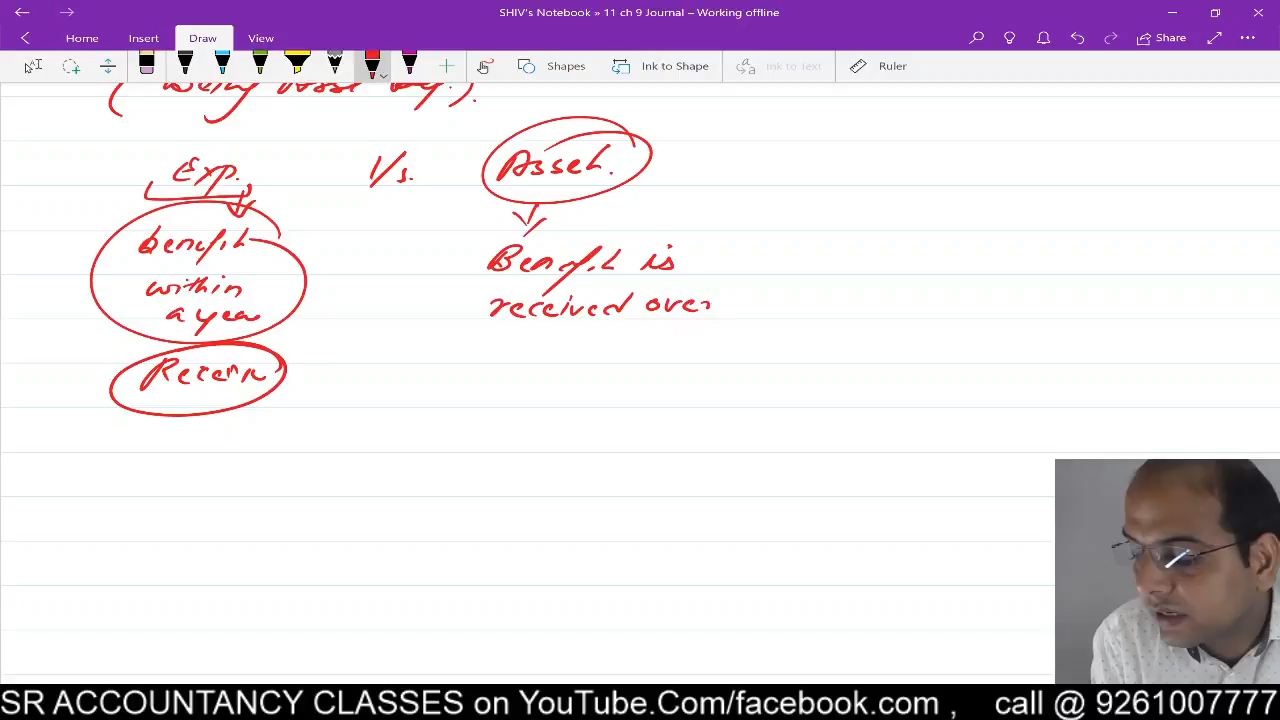 SHIV's Notebook » 11 ch 9 Journal – Working offline
Home Insert Draw View
Share
Shapes Ink to Shape Ink to Text Ruler
( Being Asset
Exp. V/s. Asset.
benefit
within
a year
Benefit is
received over
SR ACCOUNTANCY CLASSES on YouTube.Com/facebook.com , call @ 9261007777